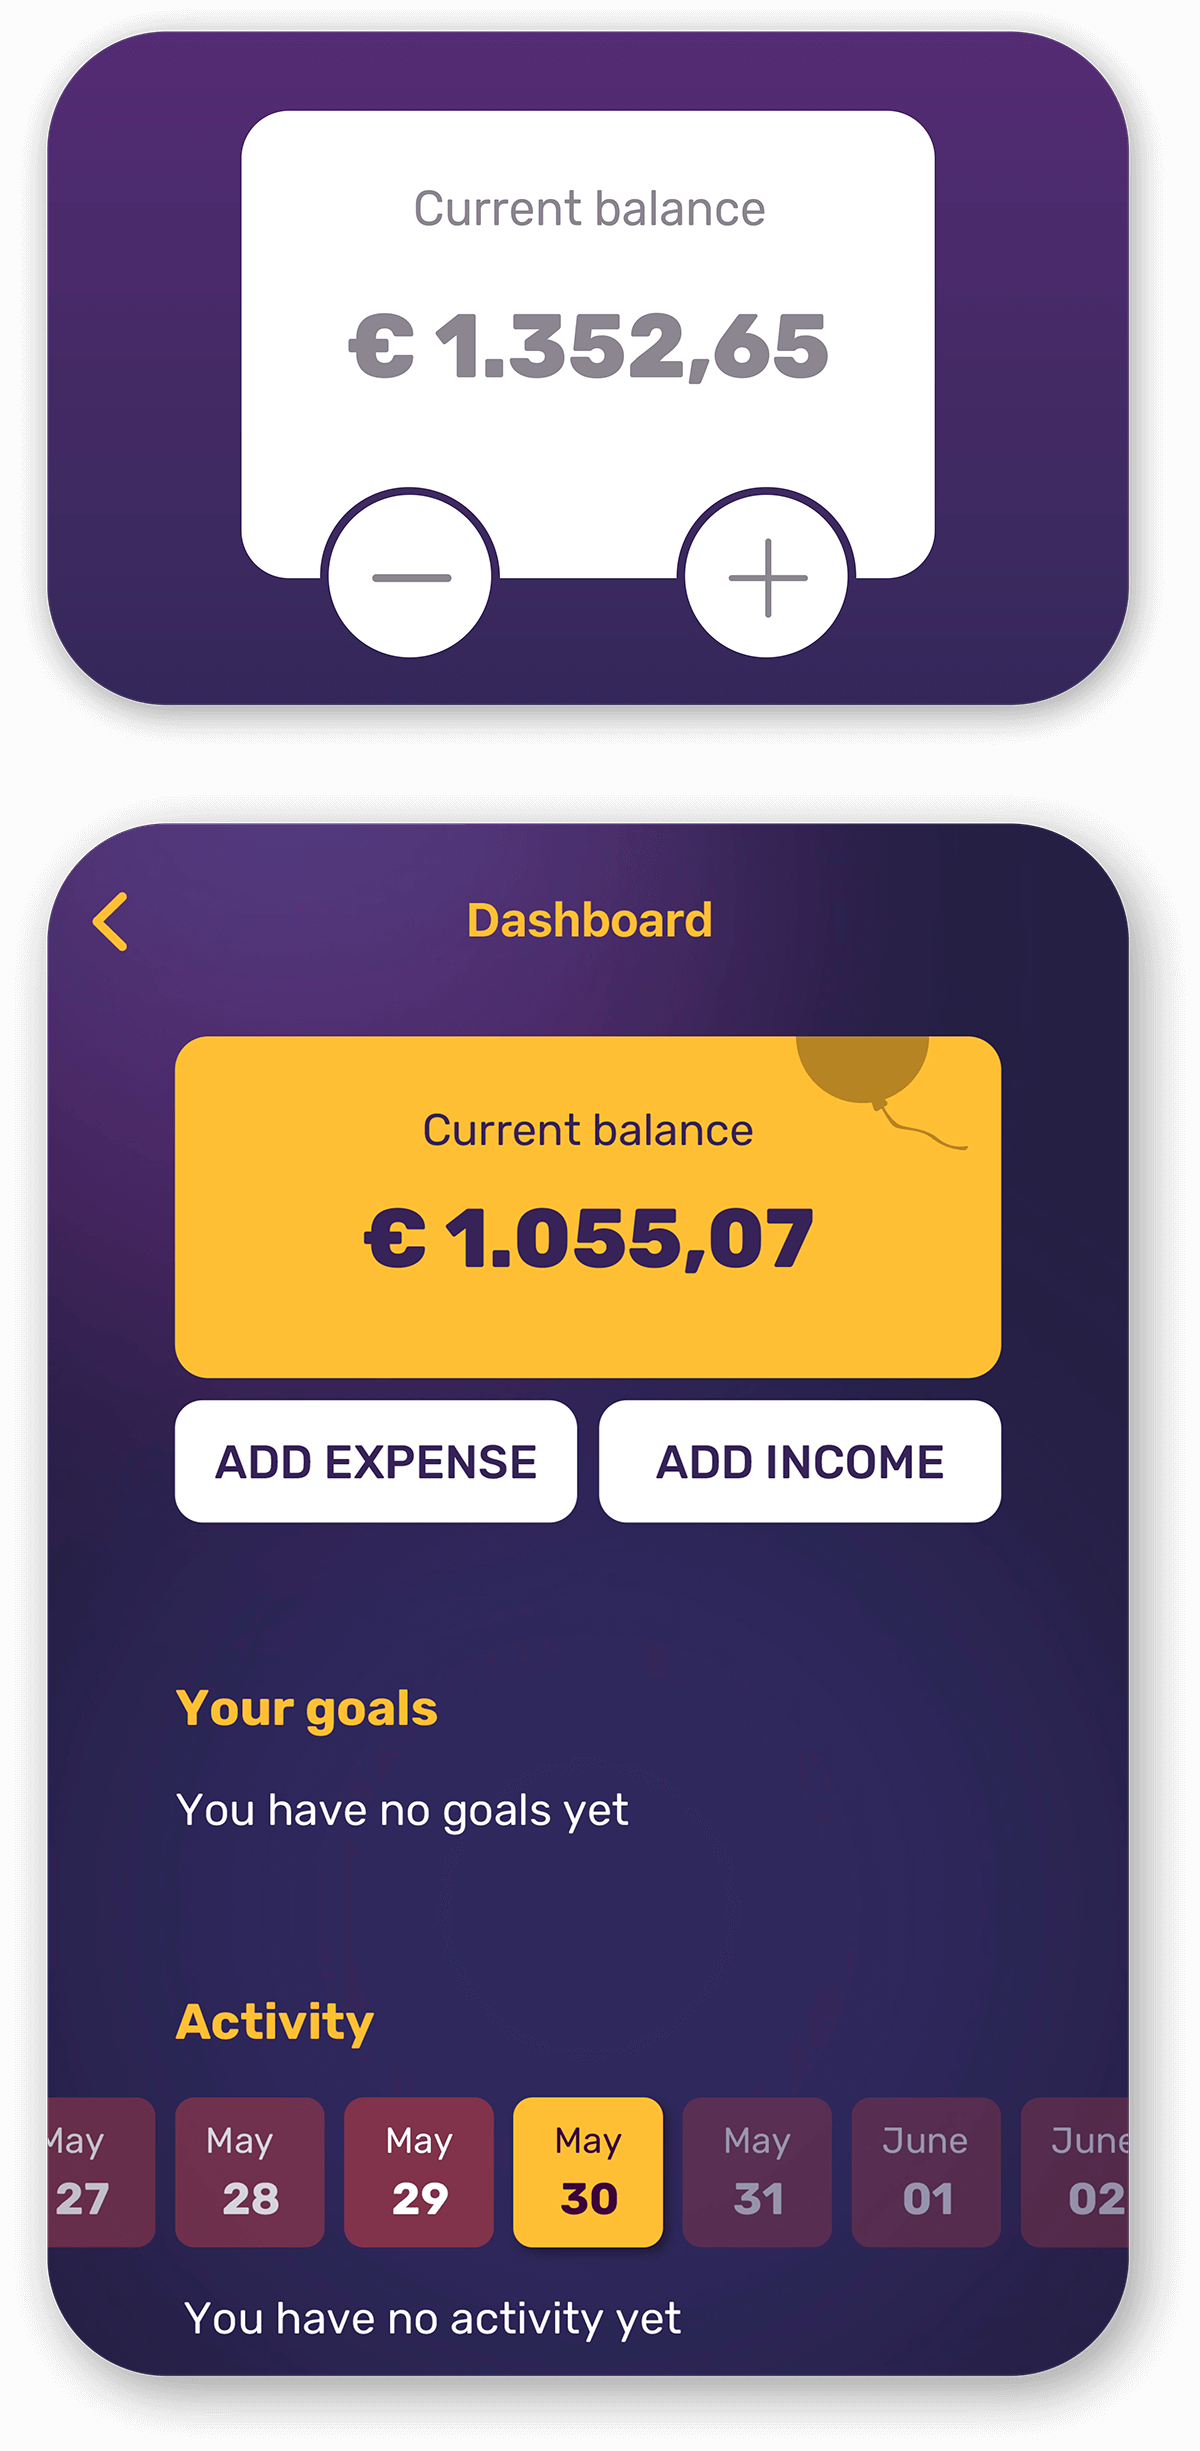 Current balance
€ 1.352,65
Dashboard
Current balance
€ 1.055,07
ADD EXPENSE ADD INCOME
Your goals
You have no goals yet
Activity
May May May May May June June
27 28 29 30 31 01 02
You have no activity yet